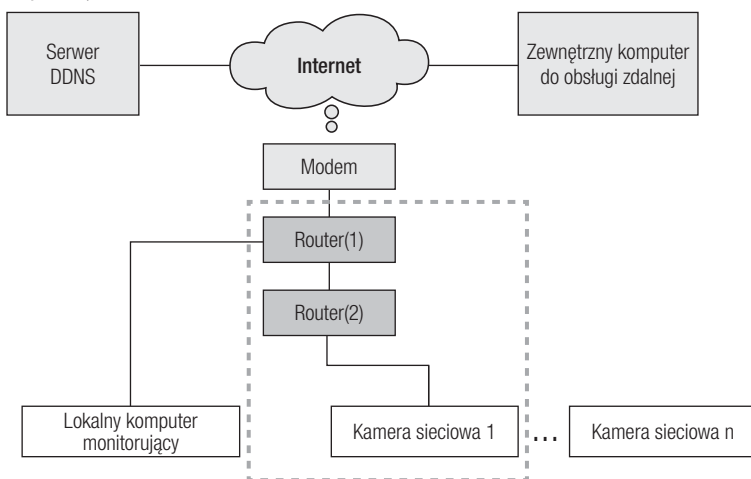 Serwer
DDNS
Internet
Zewnętrzny komputer
do obsługi zdalnej
Modem
Router(1)
Router(2)
Lokalny komputer
monitorujący
Kamera sieciowa 1
...
Kamera sieciowa n